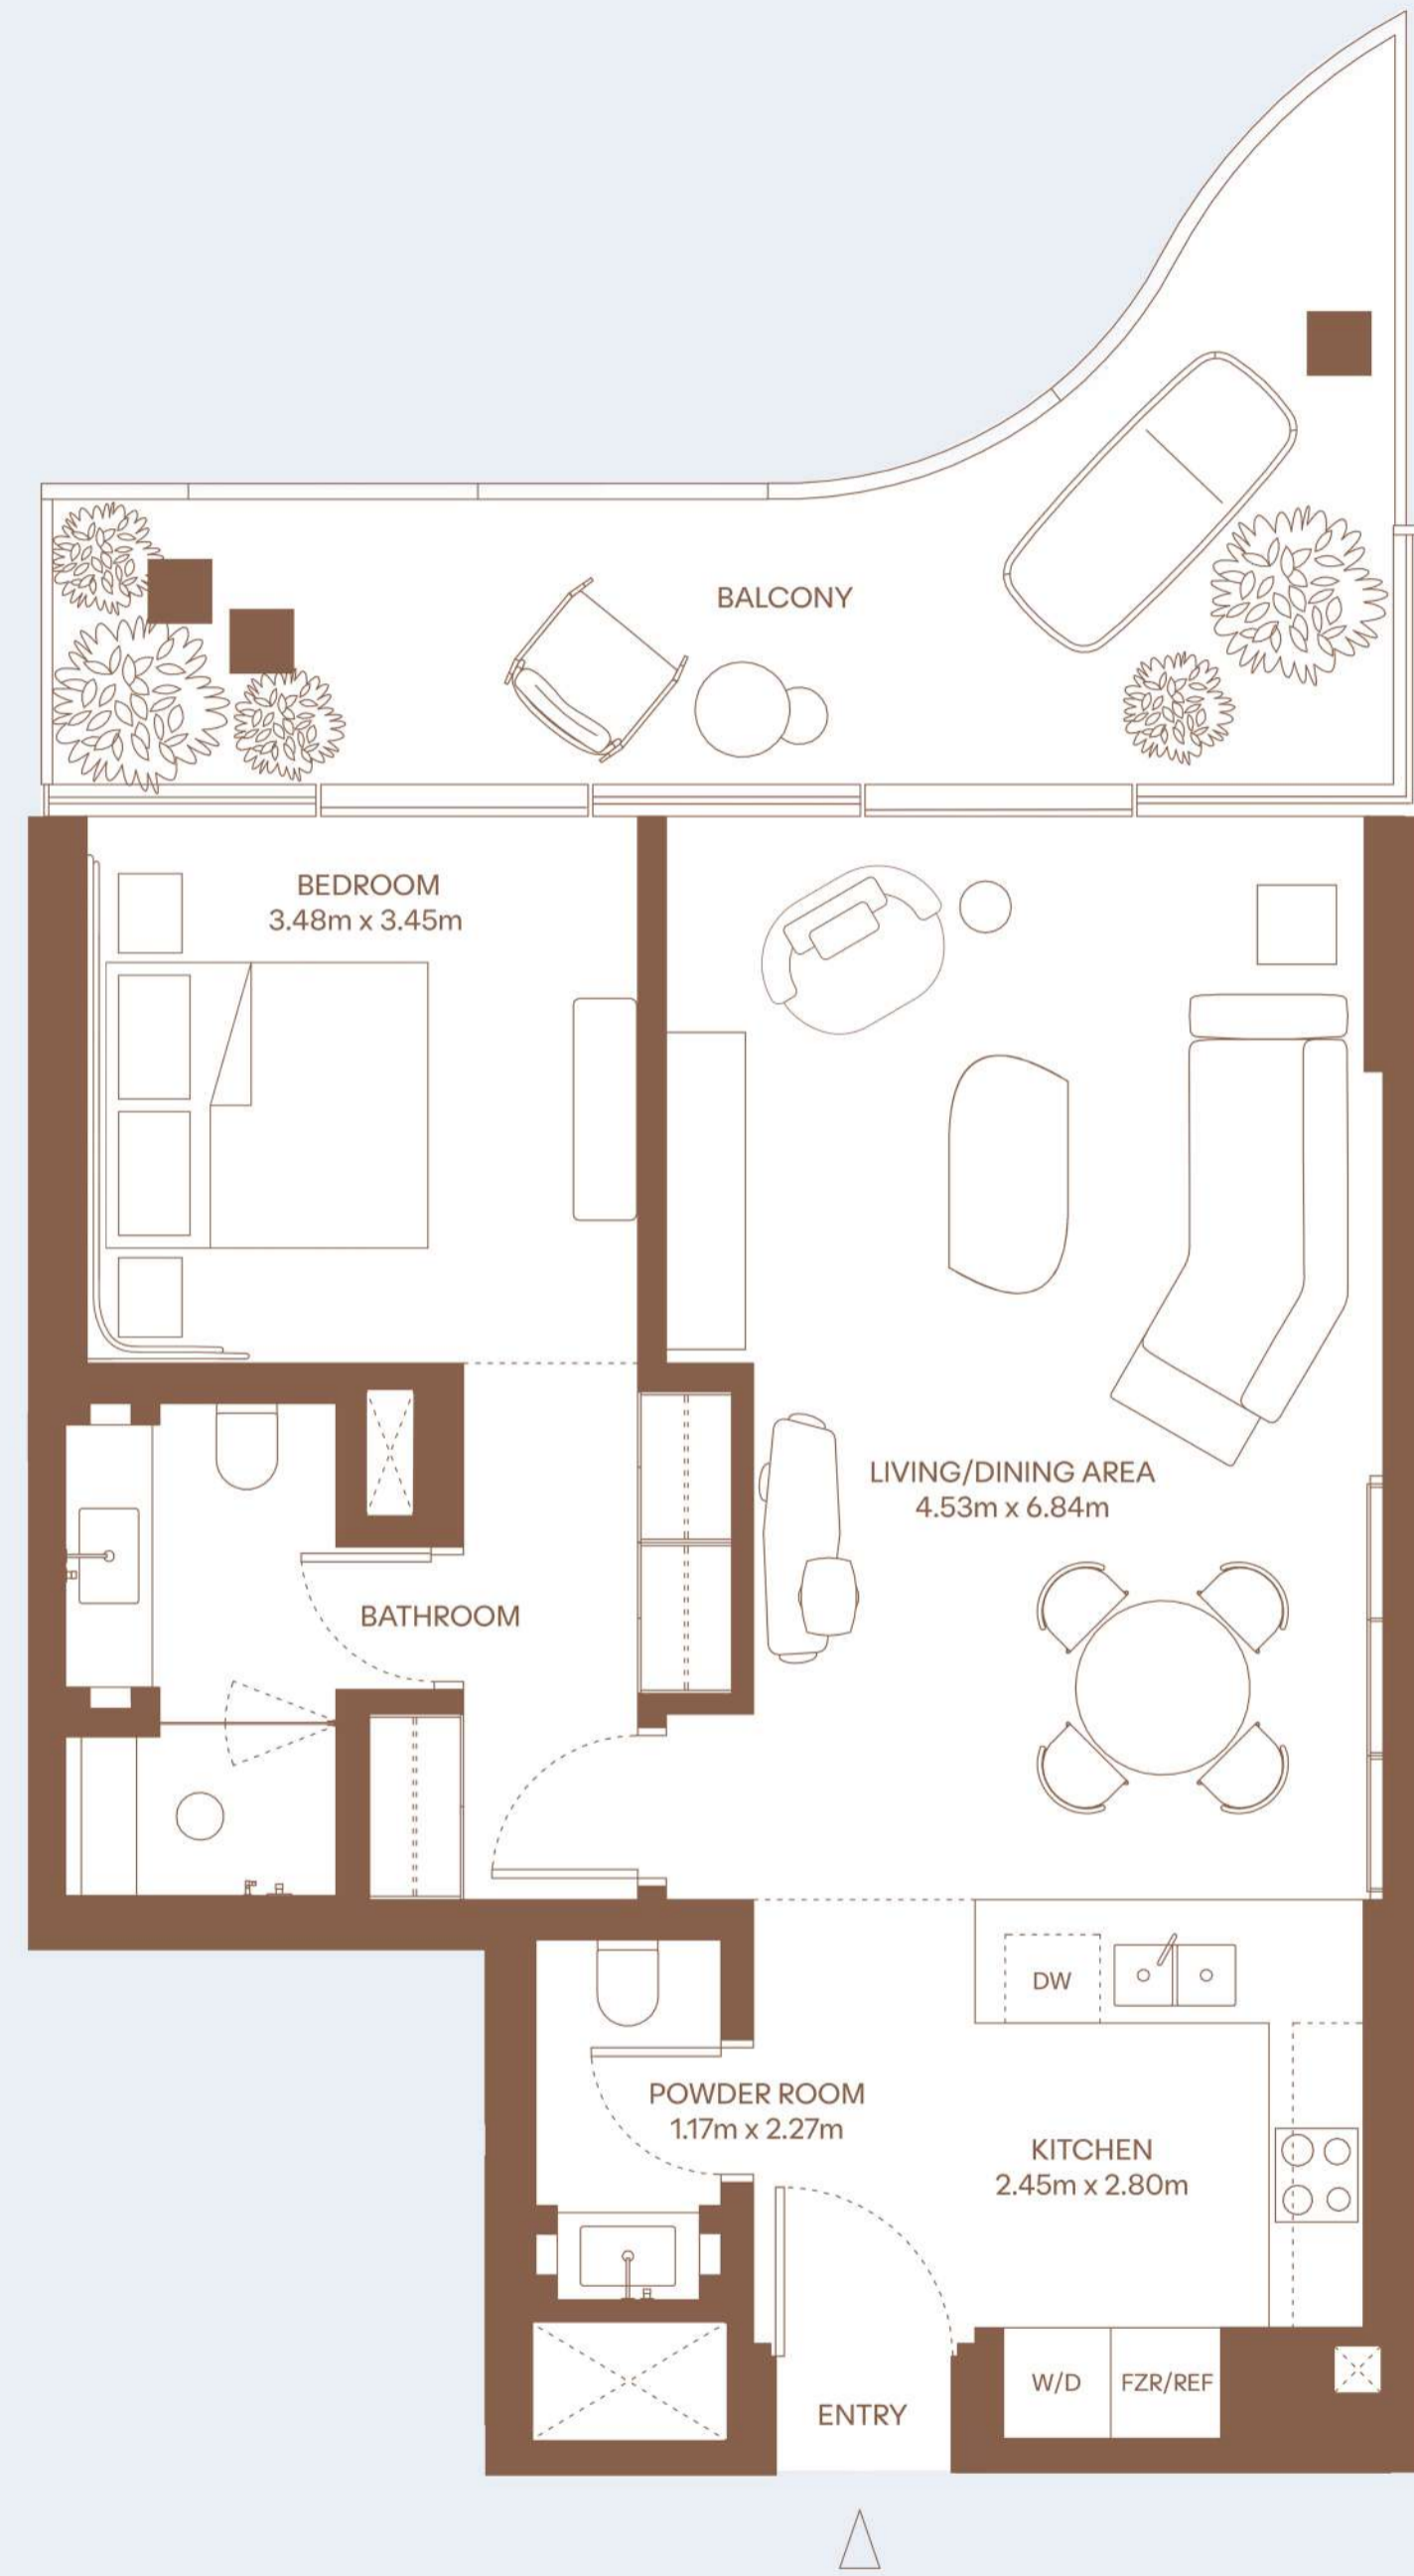 BALCONY
BEDROOM
3.48m x 3.45m
LIVING/DINING AREA
4.53m x 6.84m
BATHROOM
DW
POWDER ROOM
1.17m x 2.27m
KITCHEN
2.45m x 2.80m
W/D
FZR/REF
ENTRY